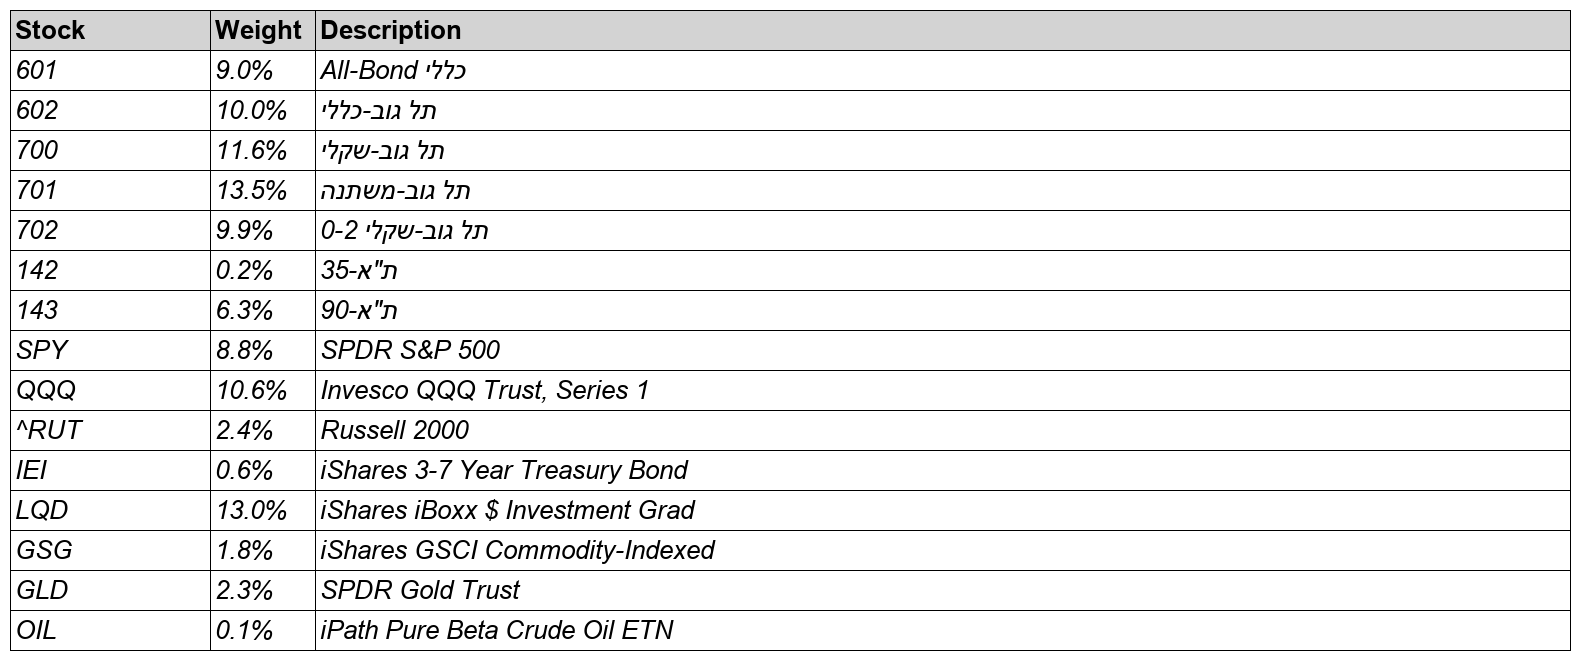 Stock Weight Description
601 9.0% All-Bond כללי
602 10.0% תל גוב-כללי
700 11.6% תל גוב-שקלי
701 13.5% תל גוב-משתנה
702 9.9% תל גוב-שקלי 0-2
142 0.2% ת"א-35
143 6.3% ת"א-90
SPY 8.8% SPDR S&P 500
QQQ 10.6% Invesco QQQ Trust, Series 1
^RUT 2.4% Russell 2000
IEI 0.6% iShares 3-7 Year Treasury Bond
LQD 13.0% iShares iBoxx $ Investment Grad
GSG 1.8% iShares GSCI Commodity-Indexed
GLD 2.3% SPDR Gold Trust
OIL 0.1% iPath Pure Beta Crude Oil ETN